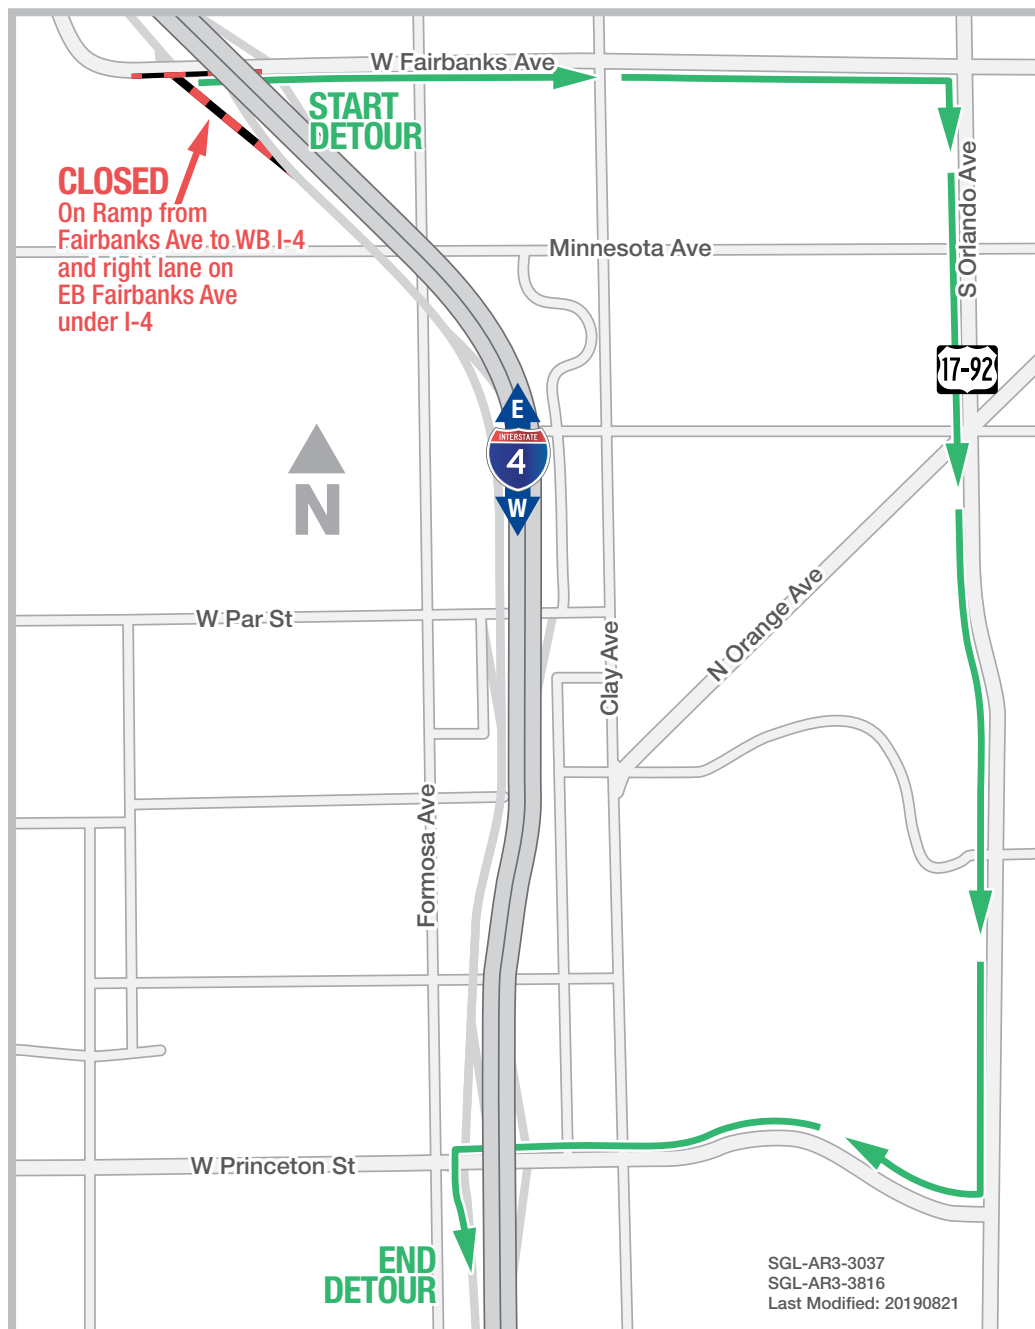 W Fairbanks Ave
START
DETOUR
CLOSED
On Ramp from
Fairbanks Ave to WB I-4
and right lane on
EB Fairbanks Ave
under I-4
S Orlando Ave
Minnesota Ave
17-92
E
INTERSTATE
4
W
N
W Par St
N Orange Ave
Clay Ave
Formosa Ave
W Princeton St
END
DETOUR
SGL-AR3-3037
SGL-AR3-3816
Last Modified: 20190821